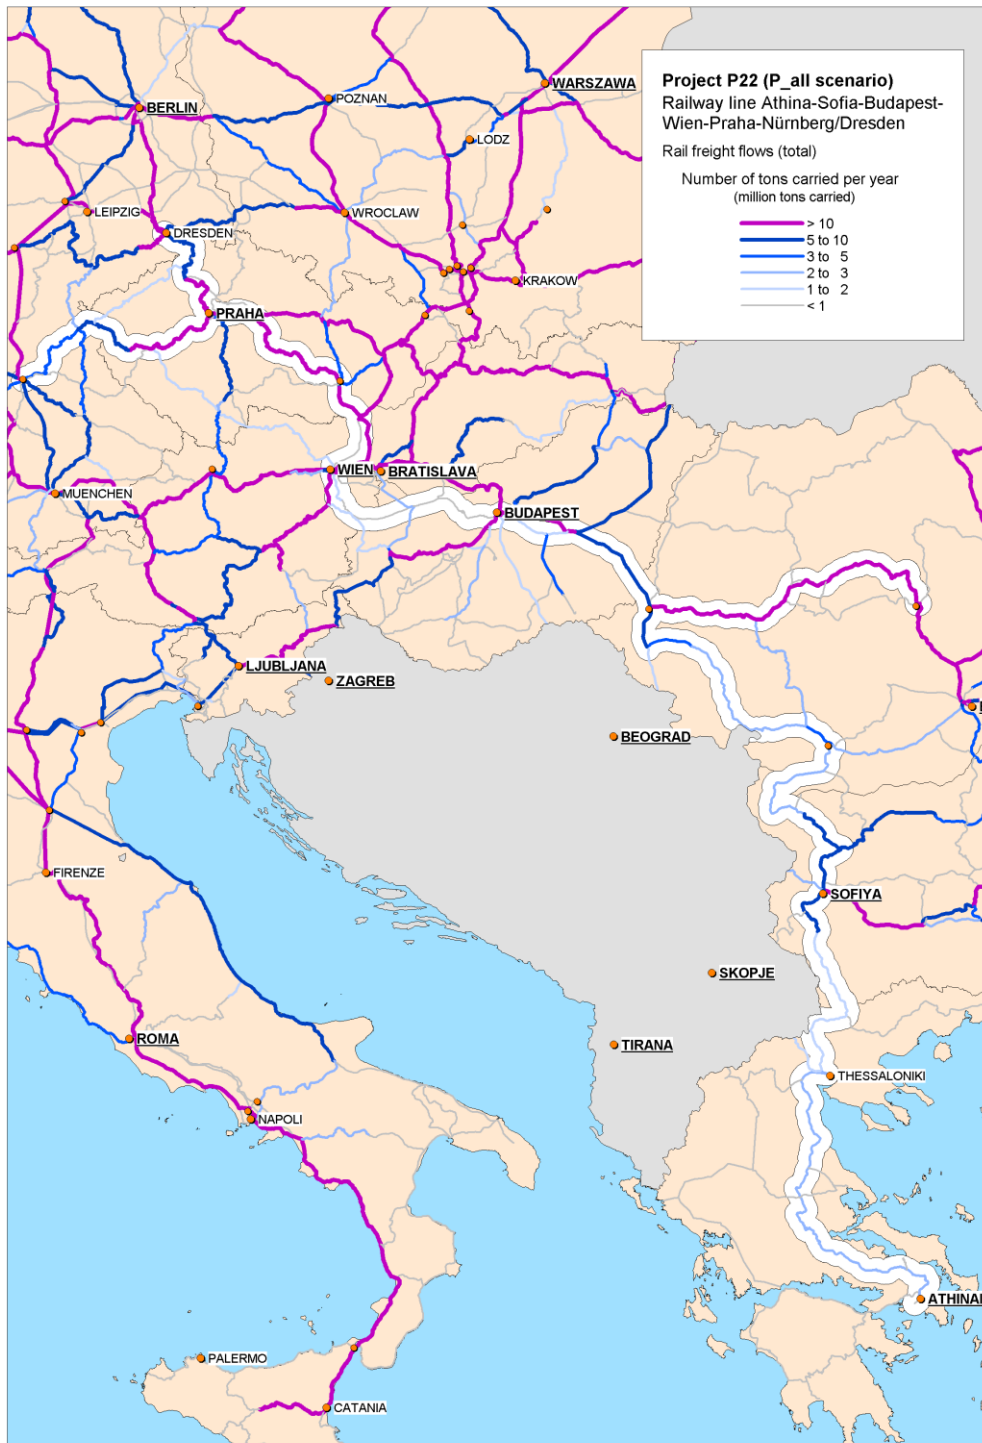 Project P22 (P_all scenario)
Railway line Athina-Sofia-Budapest-
Wien-Praha-Nürnberg/Dresden
Rail freight flows (total)
Number of tons carried per year
(million tons carried)
> 10
5 to 10
3 to 5
2 to 3
1 to 2
< 1
WARSZAWA
POZNAN
BERLIN
LODZ
LEIPZIG
WROCLAW
DRESDEN
KRAKOW
PRAHA
WIEN
BRATISLAVA
MUENCHEN
BUDAPEST
LJUBLJANA
ZAGREB
BEOGRAD
FIRENZE
SOFIYA
SKOPJE
ROMA
TIRANA
THESSALONIKI
NAPOLI
ATHINAI
PALERMO
CATANIA